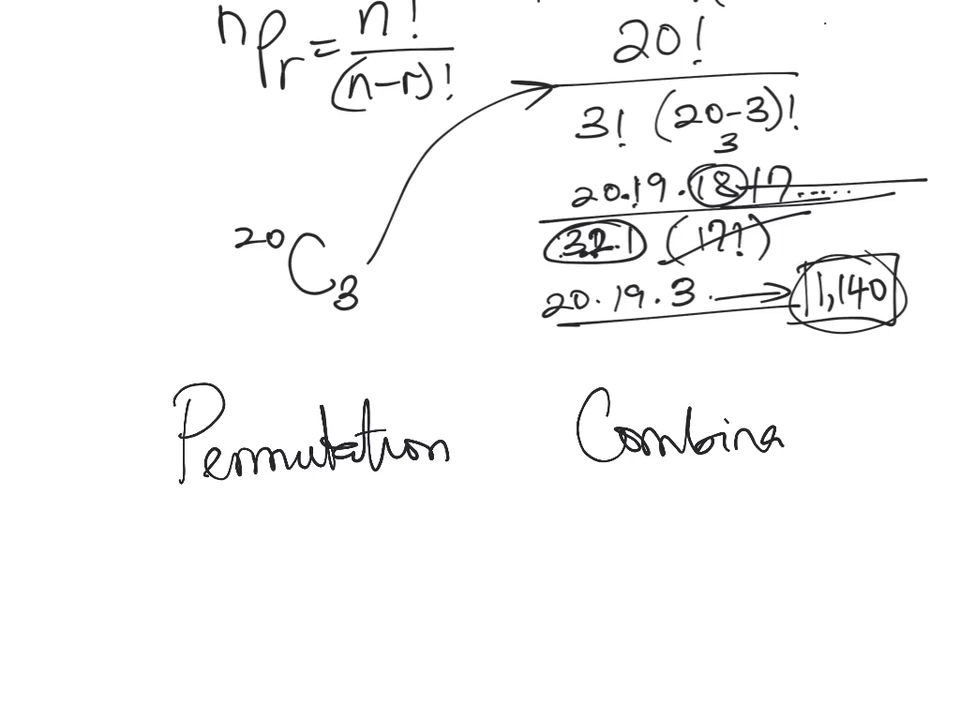 nPr = n! / (n-r)!
20!
3! (20-3)!
3
20.19.18 17.....
3.2.1 (17!)
20C3
20.19.3. → 1,140
Permutation Combina